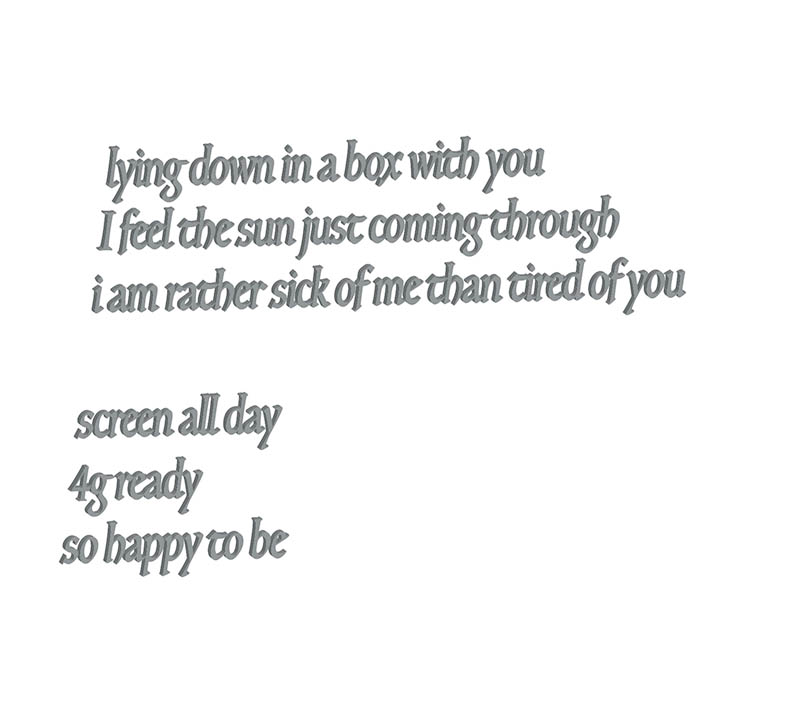 lying down in a box with you
I feel the sun just coming through
i am rather sick of me than tired of you
screen all day
4g ready
so happy to be